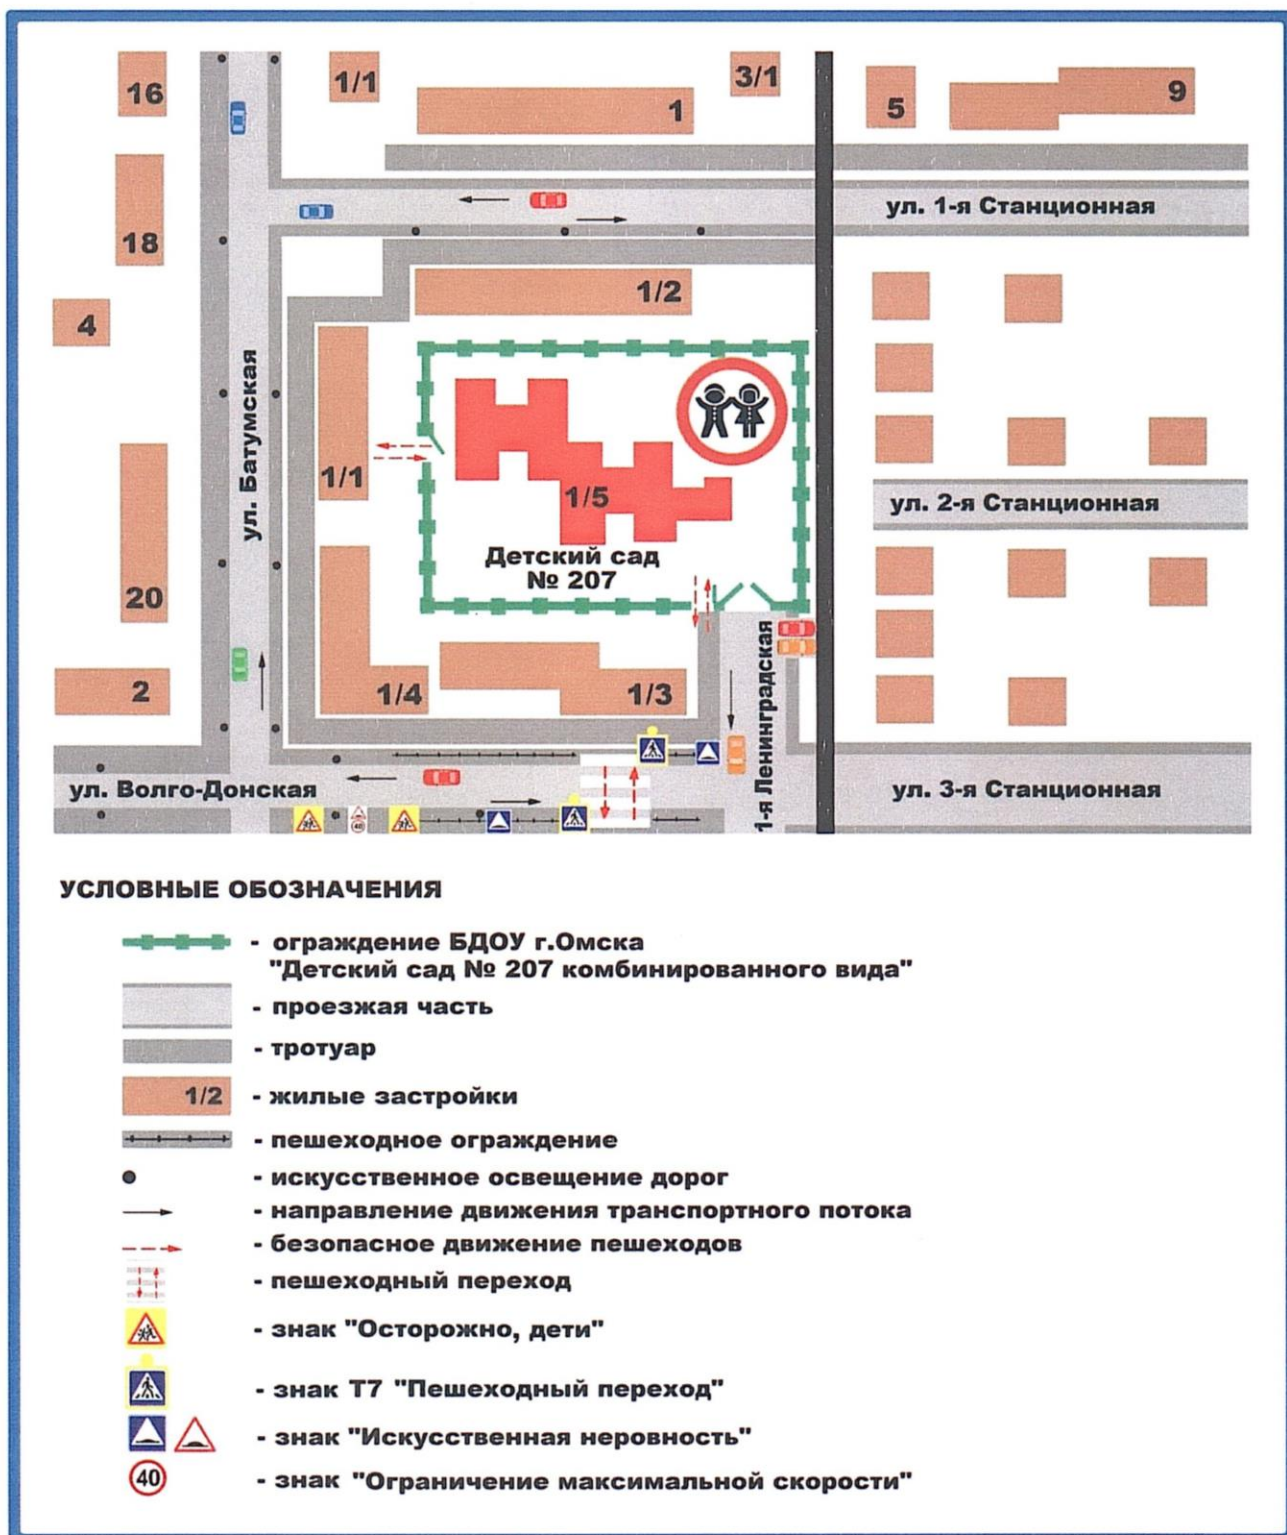 16
1/1
1
3/1
5
9
18
ул. 1-я Станционная
4
1/2
ул. Батумская
1/1
1/5
ул. 2-я Станционная
Детский сад
№ 207
20
2
1/4
1/3
1-я Ленинградская
ул. Волго-Донская
40
ул. 3-я Станционная
УСЛОВНЫЕ ОБОЗНАЧЕНИЯ
- ограждение БДОУ г.Омска
"Детский сад № 207 комбинированного вида"
- проезжая часть
- тротуар
1/2 - жилые застройки
- пешеходное ограждение
- искусственное освещение дорог
- направление движения транспортного потока
- безопасное движение пешеходов
- пешеходный переход
- знак "Осторожно, дети"
- знак Т7 "Пешеходный переход"
- знак "Искусственная неровность"
40 - знак "Ограничение максимальной скорости"